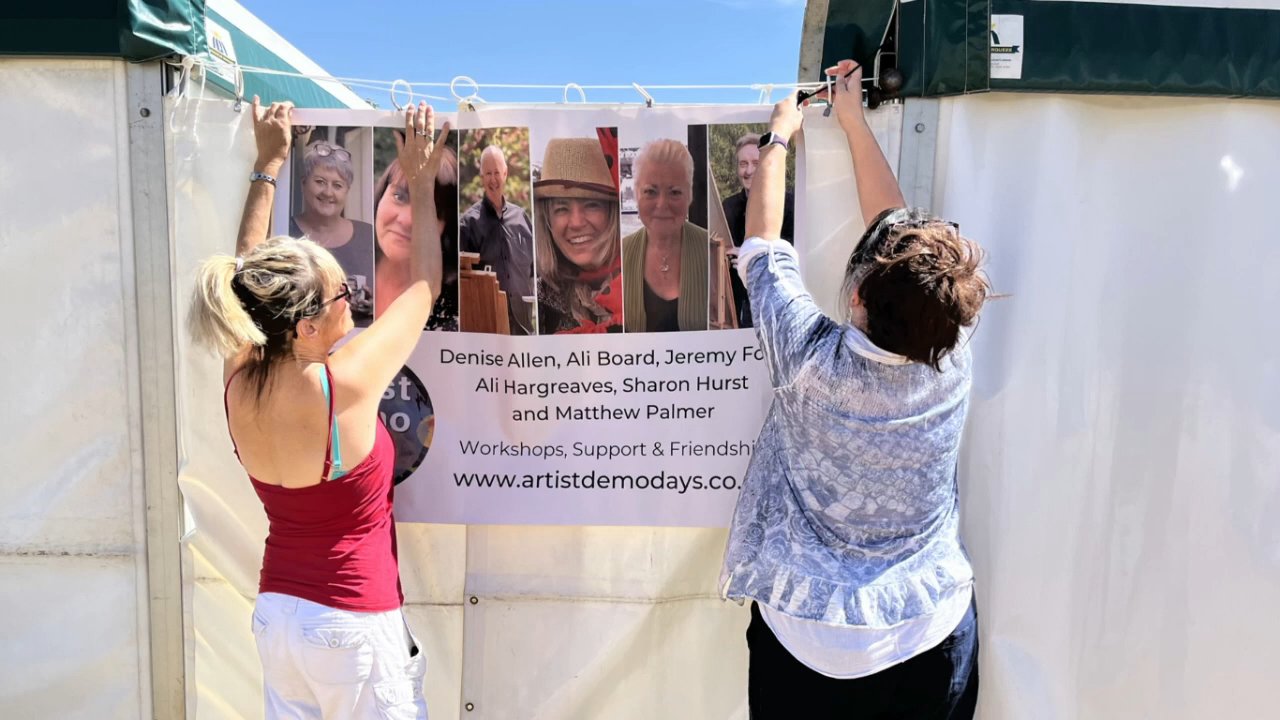 st
Denise Allen, Ali Board, Jeremy Fo
Ali Hargreaves, Sharon Hurst
and Matthew Palmer
Workshops, Support & Friendshi
www.artistdemodays.co.